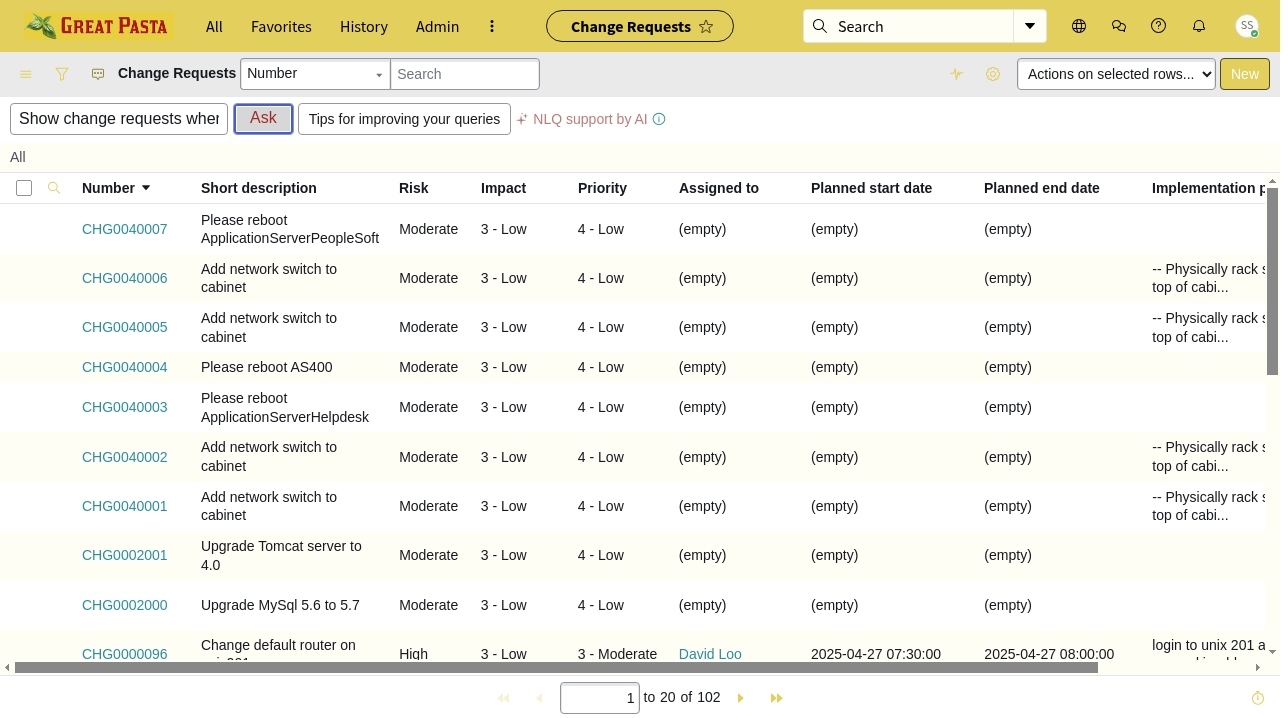 GREAT PASTA All Favorites History Admin Change Requests Search SS
Change Requests Number Search Actions on selected rows... New
Show change requests wher Ask Tips for improving your queries NLQ support by AI
All
Number Short description Risk Impact Priority Assigned to Planned start date Planned end date Implementation p
CHG0040007 Please reboot ApplicationServerPeopleSoft Moderate 3 - Low 4 - Low (empty) (empty) (empty)
CHG0040006 Add network switch to cabinet Moderate 3 - Low 4 - Low (empty) (empty) (empty) -- Physically rack s top of cabi...
CHG0040005 Add network switch to cabinet Moderate 3 - Low 4 - Low (empty) (empty) (empty) -- Physically rack s top of cabi...
CHG0040004 Please reboot AS400 Moderate 3 - Low 4 - Low (empty) (empty) (empty)
CHG0040003 Please reboot ApplicationServerHelpdesk Moderate 3 - Low 4 - Low (empty) (empty) (empty)
CHG0040002 Add network switch to cabinet Moderate 3 - Low 4 - Low (empty) (empty) (empty) -- Physically rack s top of cabi...
CHG0040001 Add network switch to cabinet Moderate 3 - Low 4 - Low (empty) (empty) (empty) -- Physically rack s top of cabi...
CHG0002001 Upgrade Tomcat server to 4.0 Moderate 3 - Low 4 - Low (empty) (empty) (empty)
CHG0002000 Upgrade MySql 5.6 to 5.7 Moderate 3 - Low 4 - Low (empty) (empty) (empty)
CHG0000096 Change default router on High 3 - Low 3 - Moderate David Loo 2025-04-27 07:30:00 2025-04-27 08:00:00 login to unix 201 a
1 to 20 of 102